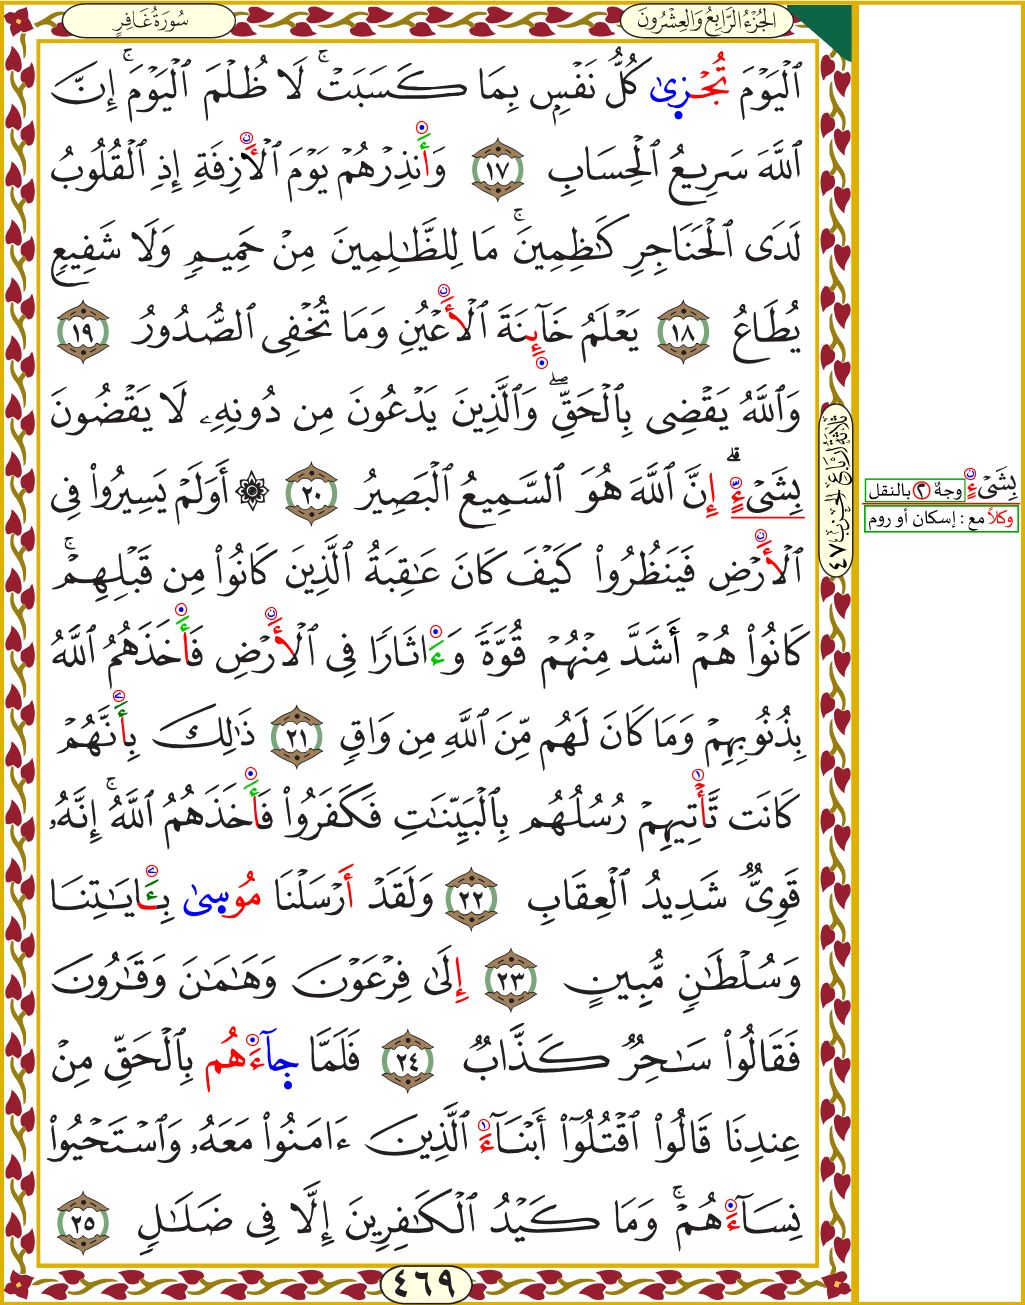 سُورَةُ غَافِرٍ
الجُزْءُ الرَّابِعُ وَالعِشْرُونَ
ٱلۡيَوۡمَ تُجۡزَىٰ كُلُّ نَفۡسِۭ بِمَا كَسَبَتۡۚ لَا ظُلۡمَ ٱلۡيَوۡمَۚ إِنَّ
ٱللَّهَ سَرِيعُ ٱلۡحِسَابِ ١٧ وَأَنذِرۡهُمۡ يَوۡمَ ٱلۡأٓزِفَةِ إِذِ ٱلۡقُلُوبُ
لَدَى ٱلۡحَنَاجِرِ كَٰظِمِينَۚ مَا لِلظَّٰلِمِينَ مِنۡ حَمِيمٖ وَلَا شَفِيعٖ
يُطَاعُ ١٨ يَعۡلَمُ خَآئِنَةَ ٱلۡأَعۡيُنِ وَمَا تُخۡفِى ٱلصُّدُورُ ١٩
وَٱللَّهُ يَقۡضِى بِٱلۡحَقِّۖ وَٱلَّذِينَ يَدۡعُونَ مِن دُونِهِۦ لَا يَقۡضُونَ
بِشَىۡءٍۗ إِنَّ ٱللَّهَ هُوَ ٱلسَّمِيعُ ٱلۡبَصِيرُ ٢٠ ۞ أَوَلَمۡ يَسِيرُواْ فِى
ٱلۡأَرۡضِ فَيَنظُرُواْ كَيۡفَ كَانَ عَٰقِبَةُ ٱلَّذِينَ كَانُواْ مِن قَبۡلِهِمۡۚ
كَانُواْ هُمۡ أَشَدَّ مِنۡهُمۡ قُوَّةٗ وَءَاثَارٗا فِى ٱلۡأَرۡضِ فَأَخَذَهُمُ ٱللَّهُ
بِذُنُوبِهِمۡ وَمَا كَانَ لَهُم مِّنَ ٱللَّهِ مِن وَاقٖ ٢١ ذَٰلِكَ بِأَنَّهُمۡ
كَانَت تَّأۡتِيهِمۡ رُسُلُهُم بِٱلۡبَيِّنَٰتِ فَكَفَرُواْ فَأَخَذَهُمُ ٱللَّهُۚ إِنَّهُۥ
قَوِىّٞ شَدِيدُ ٱلۡعِقَابِ ٢٢ وَلَقَدۡ أَرۡسَلۡنَا مُوسَىٰ بِـَٔايَٰتِنَا
وَسُلۡطَٰنٖ مُّبِينٍ ٢٣ إِلَىٰ فِرۡعَوۡنَ وَهَٰمَٰنَ وَقَٰرُونَ
فَقَالُواْ سَٰحِرٞ كَذَّابٞ ٢٤ فَلَمَّا جَآءَهُم بِٱلۡحَقِّ مِنۡ
عِندِنَا قَالُواْ ٱقۡتُلُوٓاْ أَبۡنَآءَ ٱلَّذِينَ ءَامَنُواْ مَعَهُۥ وَٱسۡتَحۡيُواْ
نِسَآءَهُمۡۚ وَمَا كَيۡدُ ٱلۡكَٰفِرِينَ إِلَّا فِى ضَلَٰلٖ ٢٥
ثلاثة أرباع الحزب ٤٧
بِشَىۡءٍ وجهٌ ٢ بالنقل
وكلاً مع : إسكان أو روم
٤٦٩